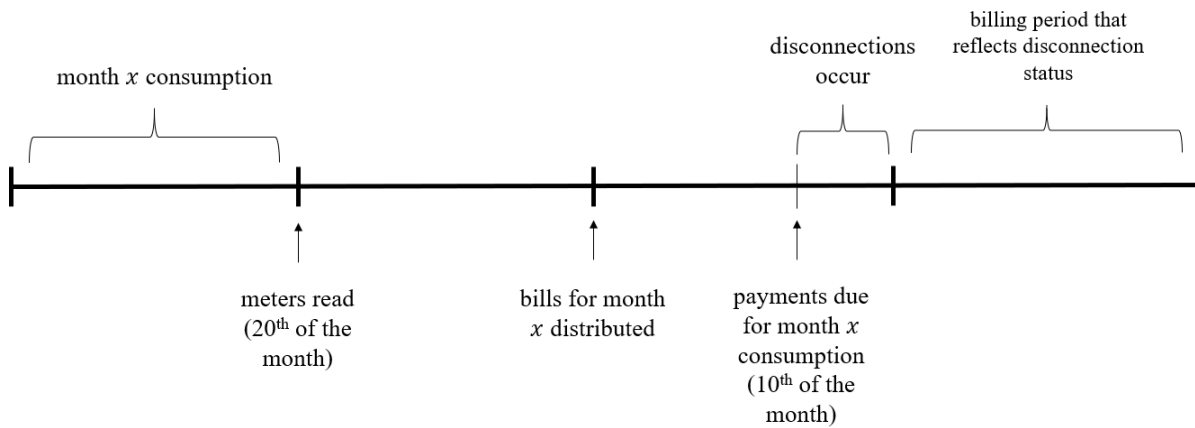 month x consumption
disconnections
occur
billing period that
reflects disconnection
status
meters read
(20th of the
month)
bills for month
x distributed
payments due
for month x
consumption
(10th of the
month)